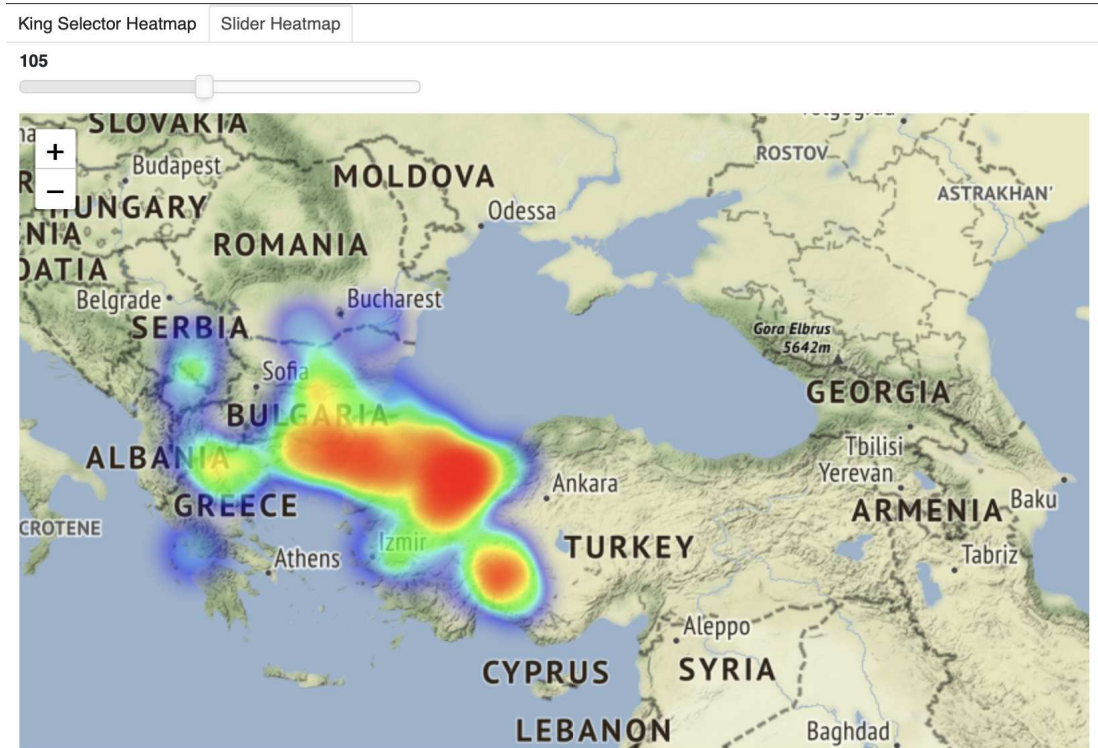 King Selector Heatmap
Slider Heatmap
105
SLOVAKIA
+
−
Budapest
HUNGARY
MOLDOVA
ROSTOV
ASTRAKHAN'
Odessa
ROMANIA
Belgrade
Bucharest
SERBIA
Gora Elbrus
5642m
Sofia
GEORGIA
BULGARIA
Tbilisi
ALBANIA
Yerevan
Ankara
Baku
GREECE
ARMENIA
CROTENE
Izmir
TURKEY
Athens
Tabriz
Aleppo
CYPRUS
SYRIA
LEBANON
Baghdad